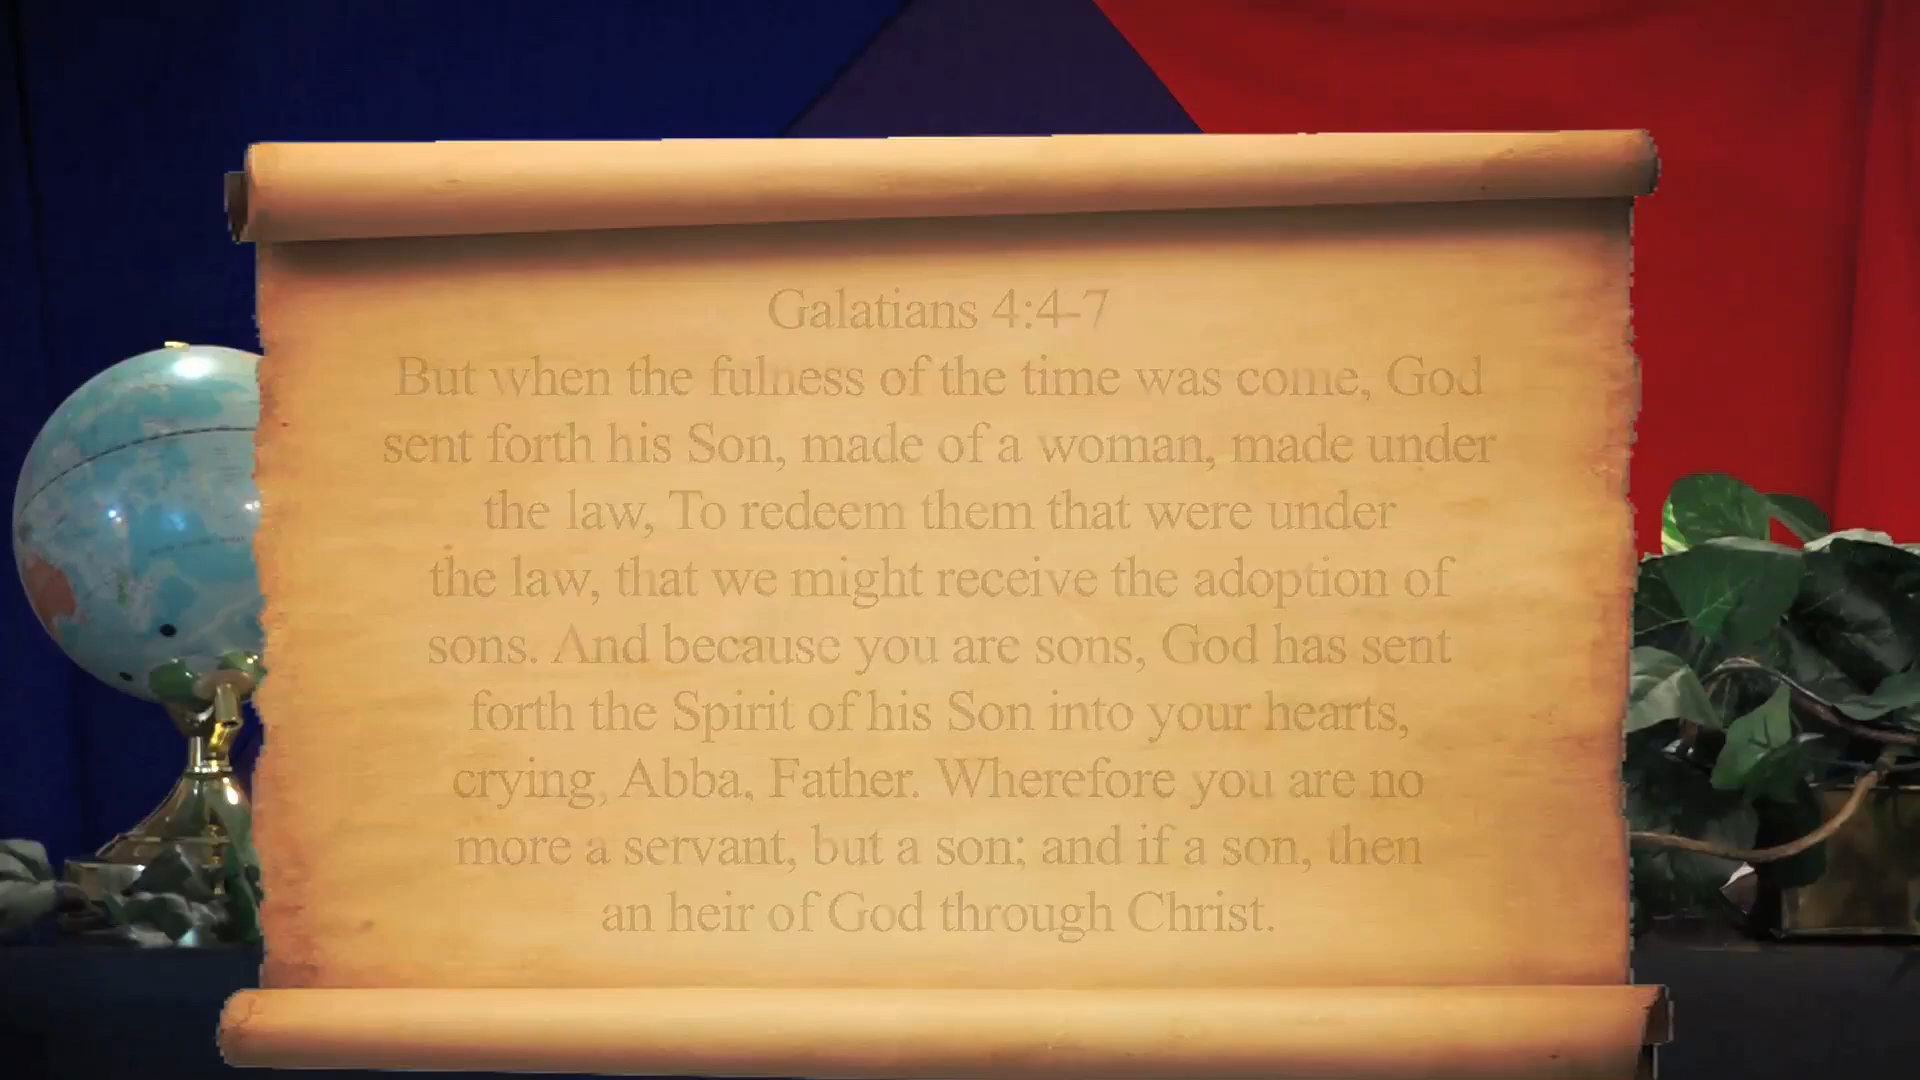 Galatians 4:4-7
But when the fulness of the time was come, God
sent forth his Son, made of a woman, made under
the law, To redeem them that were under
the law, that we might receive the adoption of
sons. And because you are sons, God has sent
forth the Spirit of his Son into your hearts,
crying, Abba, Father. Wherefore you are no
more a servant, but a son; and if a son, then
an heir of God through Christ.